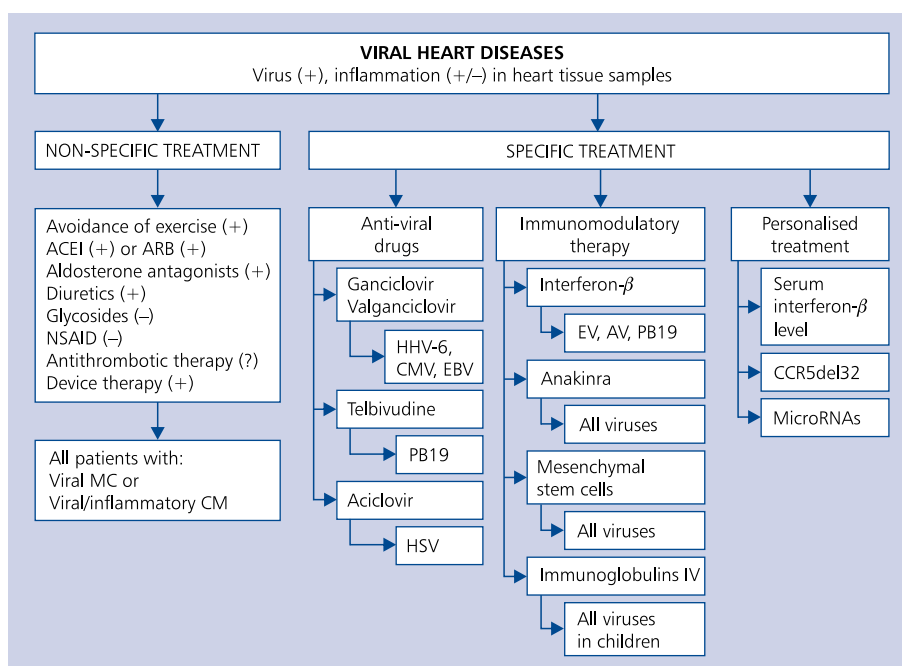 VIRAL HEART DISEASES
Virus (+), inflammation (+/–) in heart tissue samples
NON-SPECIFIC TREATMENT
SPECIFIC TREATMENT
Avoidance of exercise (+)
ACEI (+) or ARB (+)
Aldosterone antagonists (+)
Diuretics (+)
Glycosides (–)
NSAID (–)
Antithrombotic therapy (?)
Device therapy (+)
All patients with:
Viral MC or
Viral/inflammatory CM
Anti-viral
drugs
Ganciclovir
Valganciclovir
HHV-6,
CMV, EBV
Telbivudine
PB19
Aciclovir
HSV
Immunomodulatory
therapy
Interferon-β
EV, AV, PB19
Anakinra
All viruses
Mesenchymal
stem cells
All viruses
Immunoglobulins IV
All viruses
in children
Personalised
treatment
Serum
interferon-β
level
CCR5del32
MicroRNAs